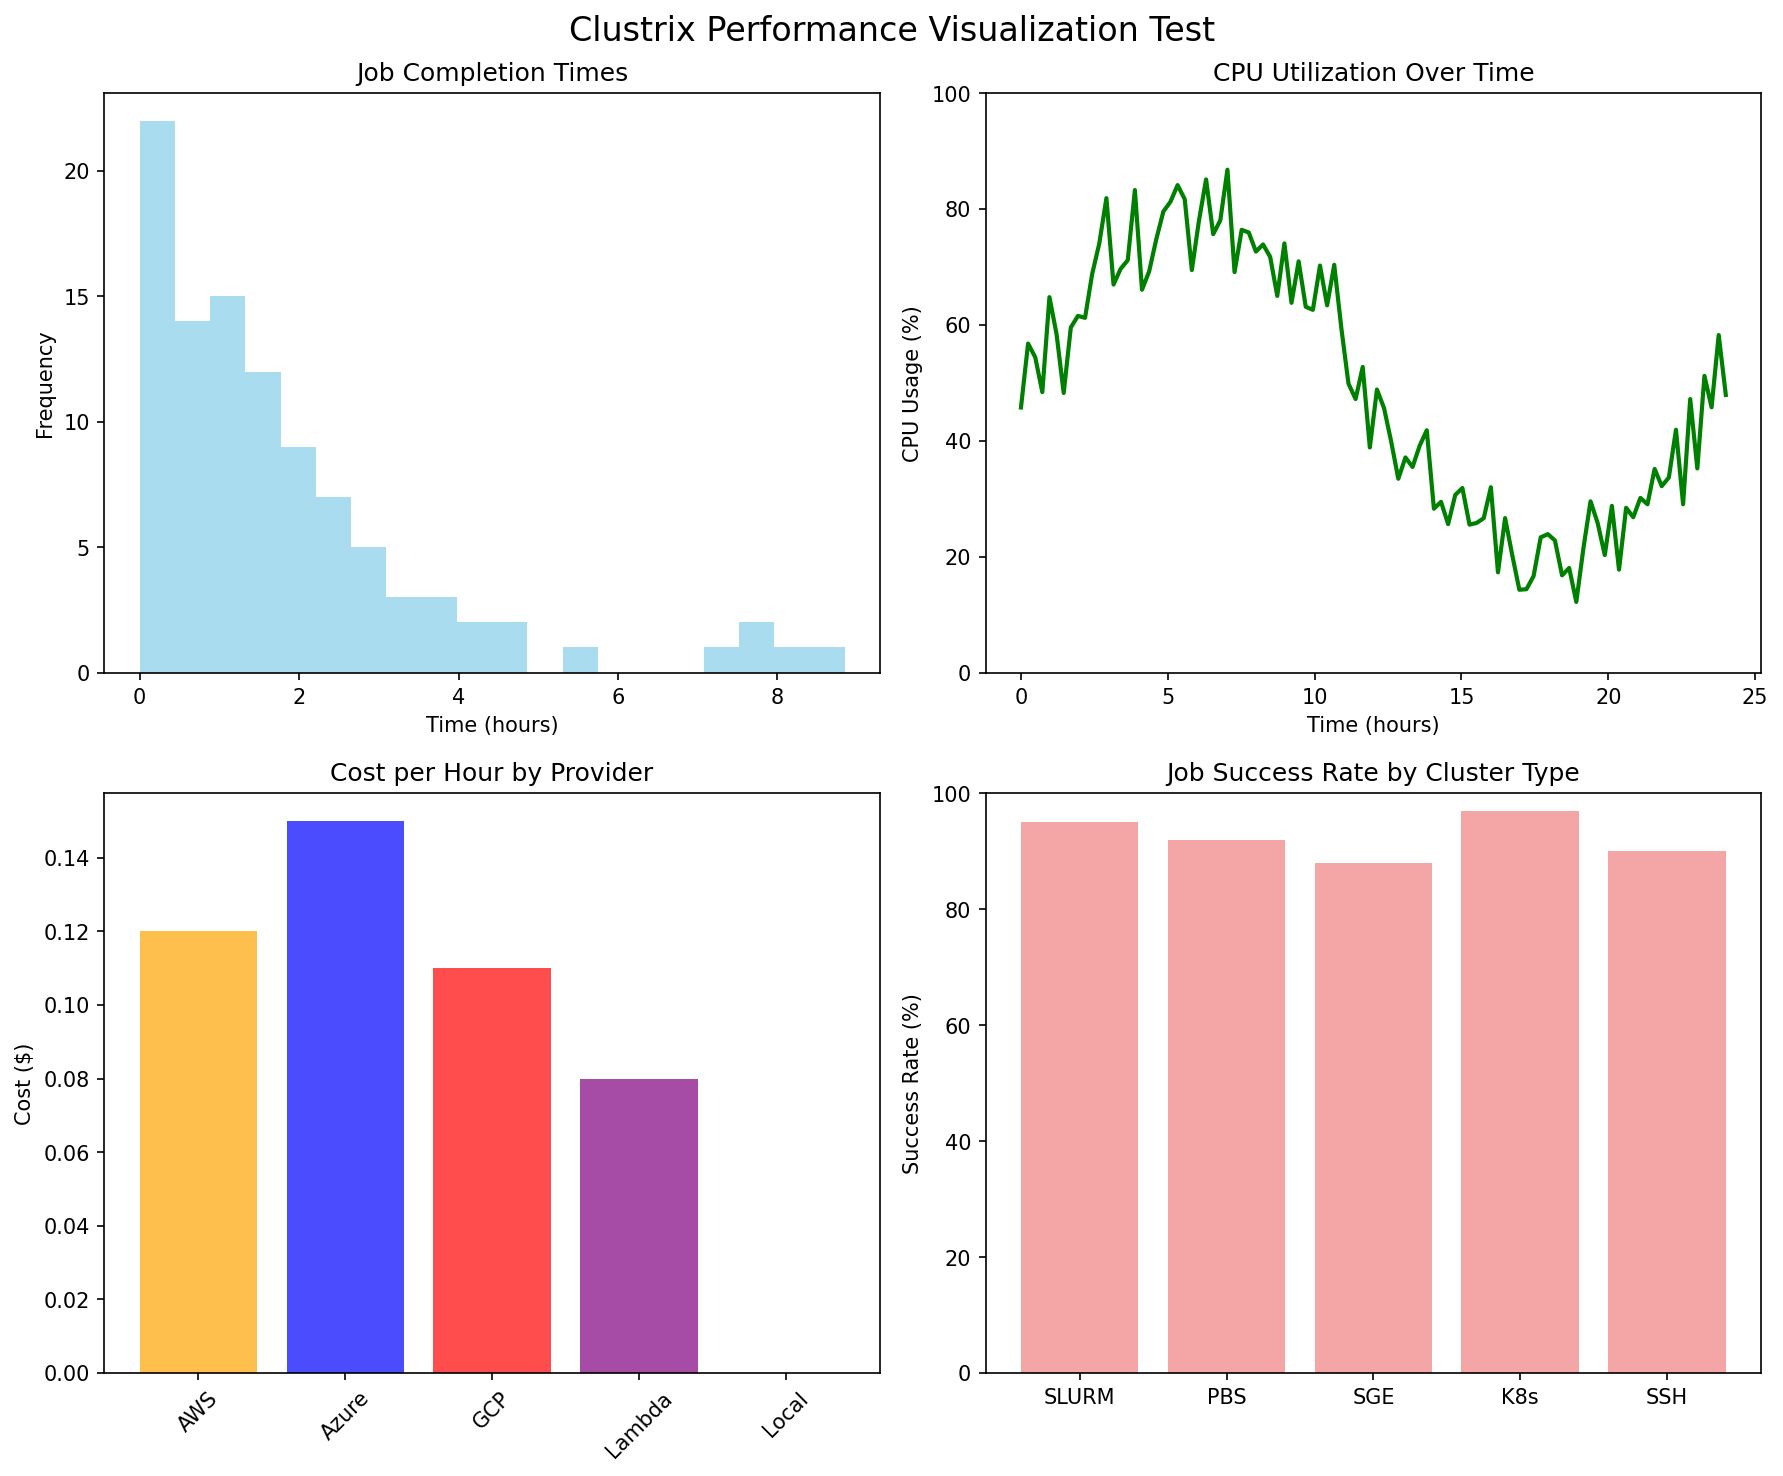 Clustrix Performance Visualization Test
Job Completion Times
Frequency
20
15
10
5
0
0 2 4 6 8
Time (hours)
CPU Utilization Over Time
CPU Usage (%)
100
80
60
40
20
0
0 5 10 15 20 25
Time (hours)
Cost per Hour by Provider
Cost ($)
0.14
0.12
0.10
0.08
0.06
0.04
0.02
0.00
AWS Azure GCP Lambda Local
Job Success Rate by Cluster Type
Success Rate (%)
100
80
60
40
20
0
SLURM PBS SGE K8s SSH